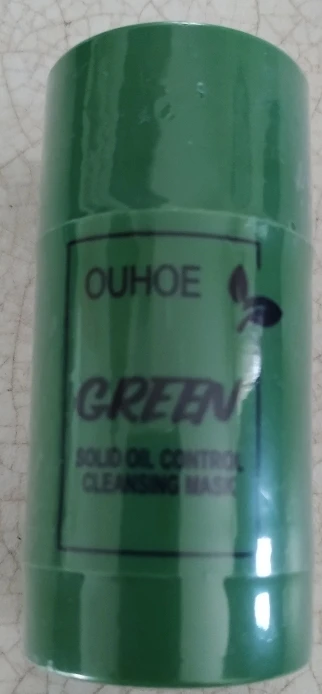 OUHOE
GREEN
SOLID OIL CONTROL
CLEANSING MASK